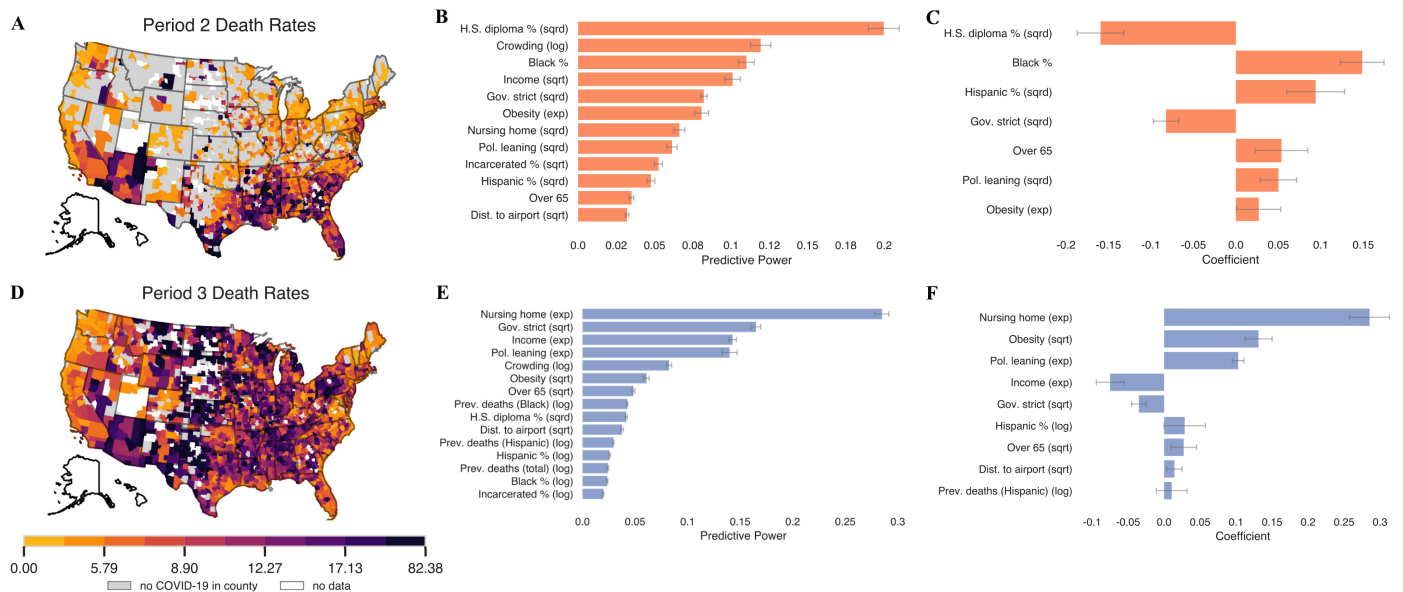 A
Period 2 Death Rates
B
H.S. diploma % (sqrd)
Crowding (log)
Black %
Income (sqrt)
Gov. strict (sqrd)
Obesity (exp)
Nursing home (sqrd)
Pol. leaning (sqrd)
Incarcerated % (sqrt)
Hispanic % (sqrd)
Over 65
Dist. to airport (sqrt)
0.0 0.02 0.05 0.08 0.1 0.12 0.15 0.18 0.2
Predictive Power
C
H.S. diploma % (sqrd)
Black %
Hispanic % (sqrd)
Gov. strict (sqrd)
Over 65
Pol. leaning (sqrd)
Obesity (exp)
-0.2 -0.15 -0.1 -0.05 0.0 0.05 0.1 0.15
Coefficient
D
Period 3 Death Rates
0.00 5.79 8.90 12.27 17.13 82.38
no COVID-19 in county no data
E
Nursing home (exp)
Gov. strict (sqrt)
Income (exp)
Pol. leaning (exp)
Crowding (log)
Obesity (sqrt)
Over 65 (sqrt)
Prev. deaths (Black) (log)
H.S. diploma % (sqrd)
Dist. to airport (sqrt)
Prev. deaths (Hispanic) (log)
Hispanic % (log)
Prev. deaths (total) (log)
Black % (log)
Incarcerated % (log)
0.0 0.05 0.1 0.15 0.2 0.25 0.3
Predictive Power
F
Nursing home (exp)
Obesity (sqrt)
Pol. leaning (exp)
Income (exp)
Gov. strict (sqrt)
Hispanic % (log)
Over 65 (sqrt)
Dist. to airport (sqrt)
Prev. deaths (Hispanic) (log)
-0.1 -0.05 0.0 0.05 0.1 0.15 0.2 0.25 0.3
Coefficient